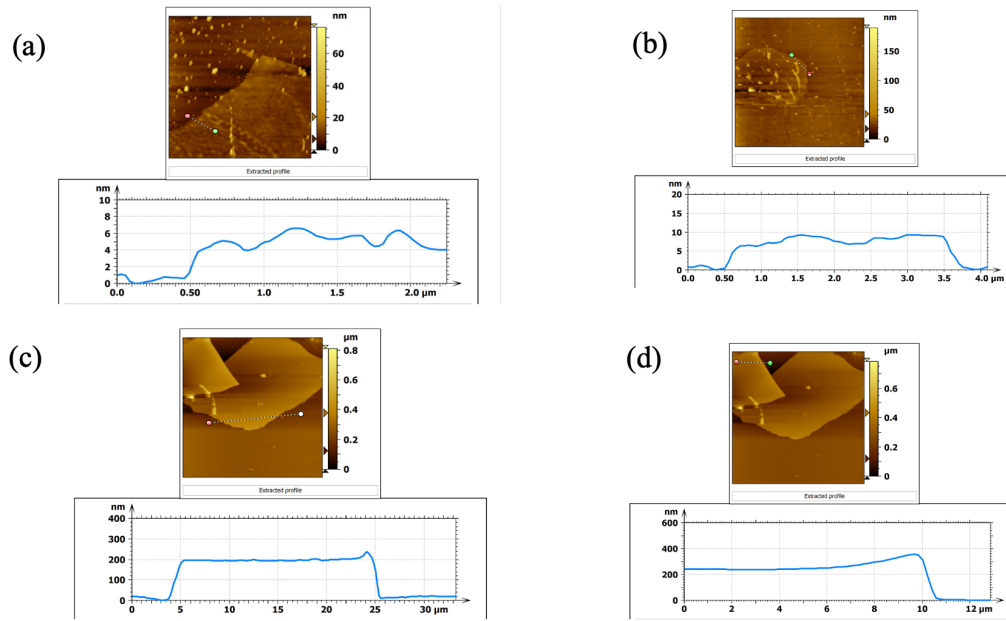 (a)
nm
60
40
20
0
Extracted profile
nm
10
8
6
4
2
0
0.0 0.50 1.0 1.5 2.0 µm
(b)
nm
150
100
50
0
Extracted profile
nm
20
15
10
5
0
0.0 0.50 1.0 1.5 2.0 2.5 3.0 3.5 4.0 µm
(c)
µm
0.8
0.6
0.4
0.2
0
Extracted profile
nm
400
300
200
100
0
0 5 10 15 20 25 30 µm
(d)
µm
0.6
0.4
0.2
0
Extracted profile
nm
600
400
200
0
0 2 4 6 8 10 12 µm